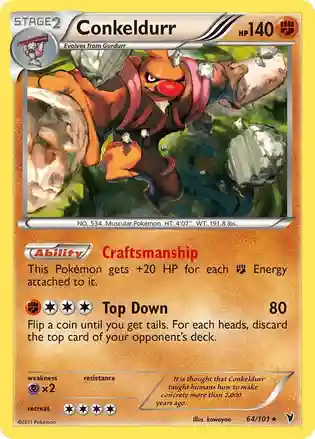 STAGE2 Conkeldurr HP140
Evolves from Gurdurr
NO. 534 Muscular Pokémon HT: 4'07" WT: 191.8 lbs.
Ability Craftsmanship
This Pokémon gets +20 HP for each Energy
attached to it.
Top Down 80
Flip a coin until you get tails. For each heads, discard
the top card of your opponent's deck.
weakness resistance
×2
retreat
It is thought that Conkeldurr
taught humans how to make
concrete more than 2,000
years ago.
©2011 Pokémon
Illus. kawayoo 64/101 ★